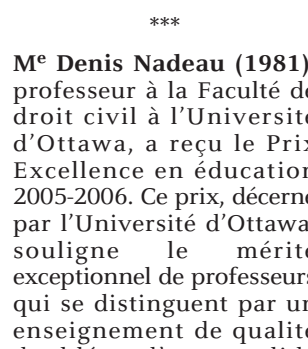 ***
Me Denis Nadeau (1981)
professeur à la Faculté de
droit civil à l'Université
d'Ottawa, a reçu le Prix
Excellence en éducation
2005-2006. Ce prix, décerné
par l'Université d'Ottawa
souligne le mérite
exceptionnel de professeurs
qui se distinguent par un
enseignement de qualité